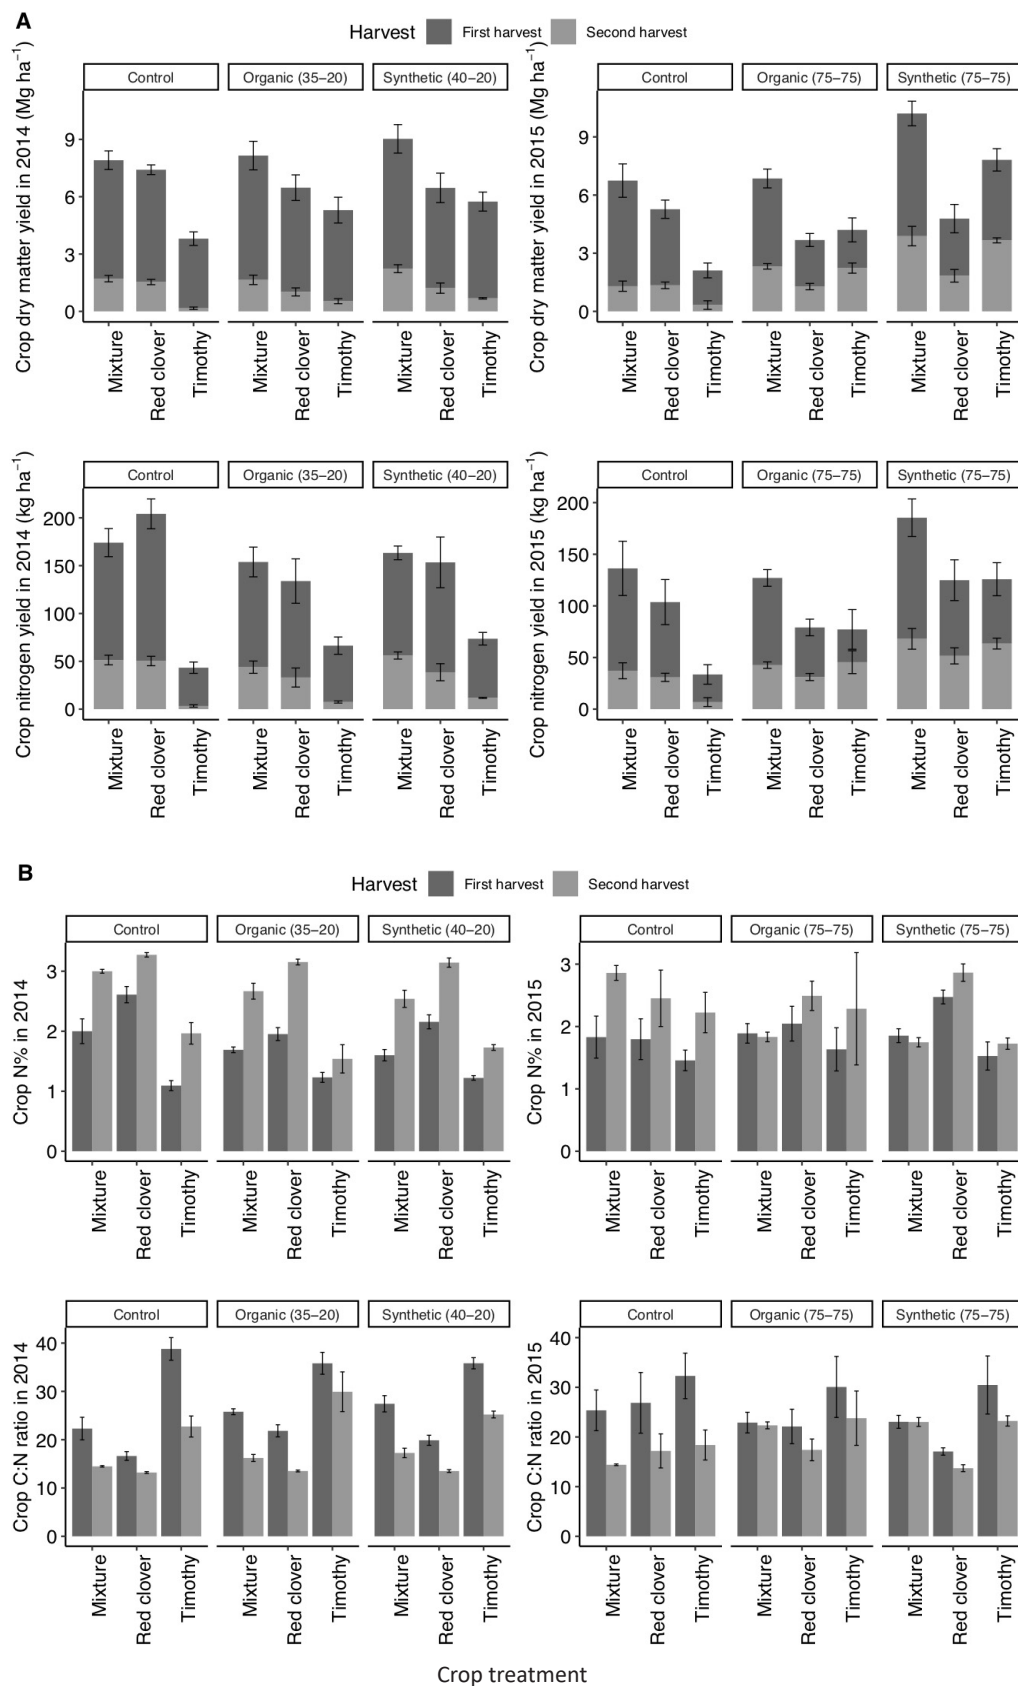 A
Harvest First harvest Second harvest
Crop dry matter yield in 2014 (Mg ha⁻¹)
Control Organic (35–20) Synthetic (40–20)
9
6
3
0
Mixture Red clover Timothy Mixture Red clover Timothy Mixture Red clover Timothy
Crop dry matter yield in 2015 (Mg ha⁻¹)
Control Organic (75–75) Synthetic (75–75)
9
6
3
0
Mixture Red clover Timothy Mixture Red clover Timothy Mixture Red clover Timothy
Crop nitrogen yield in 2014 (kg ha⁻¹)
Control Organic (35–20) Synthetic (40–20)
200
150
100
50
0
Mixture Red clover Timothy Mixture Red clover Timothy Mixture Red clover Timothy
Crop nitrogen yield in 2015 (kg ha⁻¹)
Control Organic (75–75) Synthetic (75–75)
200
150
100
50
0
Mixture Red clover Timothy Mixture Red clover Timothy Mixture Red clover Timothy
B
Harvest First harvest Second harvest
Crop N% in 2014
Control Organic (35–20) Synthetic (40–20)
3
2
1
0
Mixture Red clover Timothy Mixture Red clover Timothy Mixture Red clover Timothy
Crop N% in 2015
Control Organic (75–75) Synthetic (75–75)
3
2
1
0
Mixture Red clover Timothy Mixture Red clover Timothy Mixture Red clover Timothy
Crop C:N ratio in 2014
Control Organic (35–20) Synthetic (40–20)
40
30
20
10
0
Mixture Red clover Timothy Mixture Red clover Timothy Mixture Red clover Timothy
Crop C:N ratio in 2015
Control Organic (75–75) Synthetic (75–75)
40
30
20
10
0
Mixture Red clover Timothy Mixture Red clover Timothy Mixture Red clover Timothy
Crop treatment